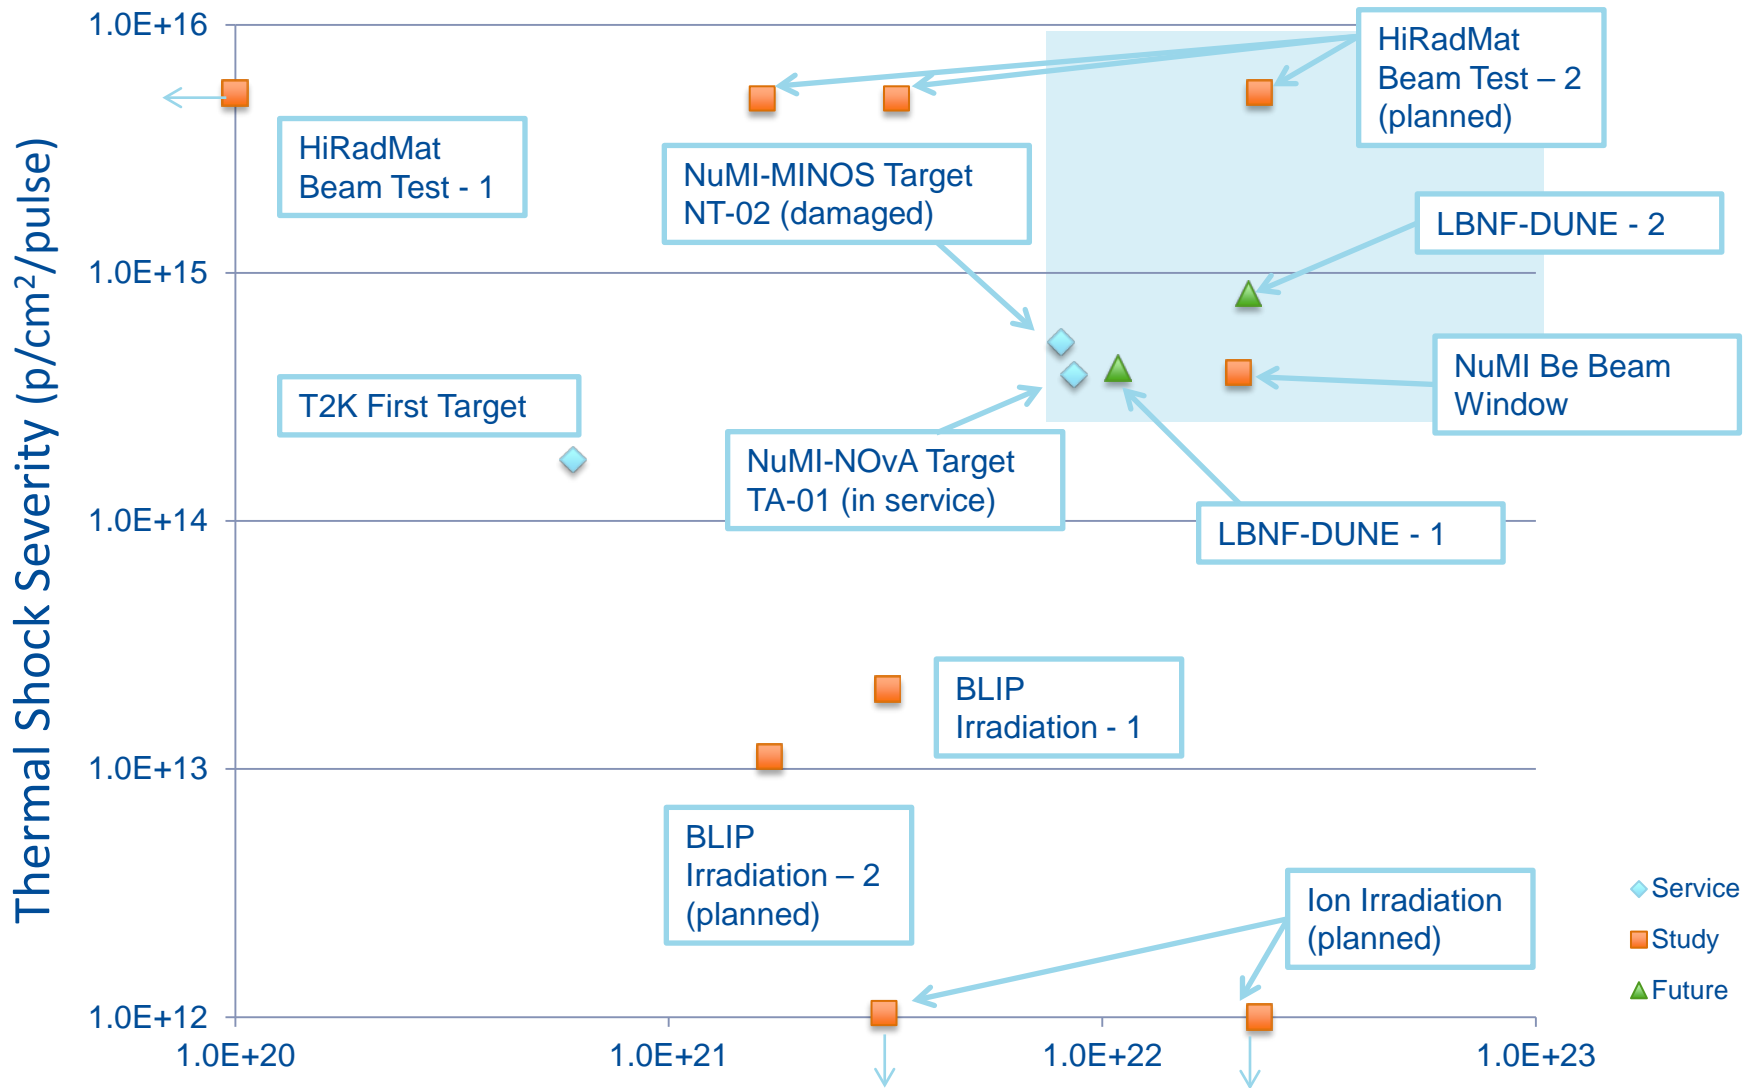 Thermal Shock Severity (p/cm²/pulse)
1.0E+16
1.0E+15
1.0E+14
1.0E+13
1.0E+12
1.0E+20
1.0E+21
1.0E+22
1.0E+23
HiRadMat
Beam Test - 1
HiRadMat
Beam Test – 2
(planned)
NuMI-MINOS Target
NT-02 (damaged)
LBNF-DUNE - 2
T2K First Target
NuMI Be Beam
Window
NuMI-NOvA Target
TA-01 (in service)
LBNF-DUNE - 1
BLIP
Irradiation - 1
BLIP
Irradiation – 2
(planned)
Ion Irradiation
(planned)
Service
Study
Future